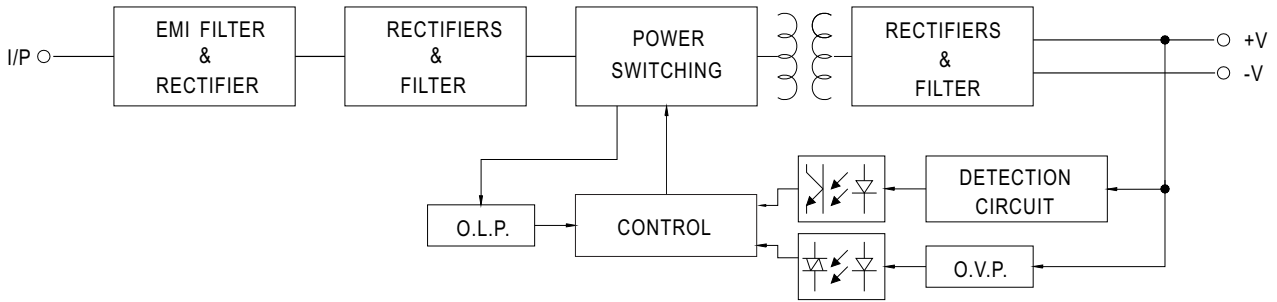 I/P
EMI FILTER
&
RECTIFIER
RECTIFIERS
&
FILTER
POWER
SWITCHING
RECTIFIERS
&
FILTER
+V
-V
O.L.P.
CONTROL
DETECTION
CIRCUIT
O.V.P.